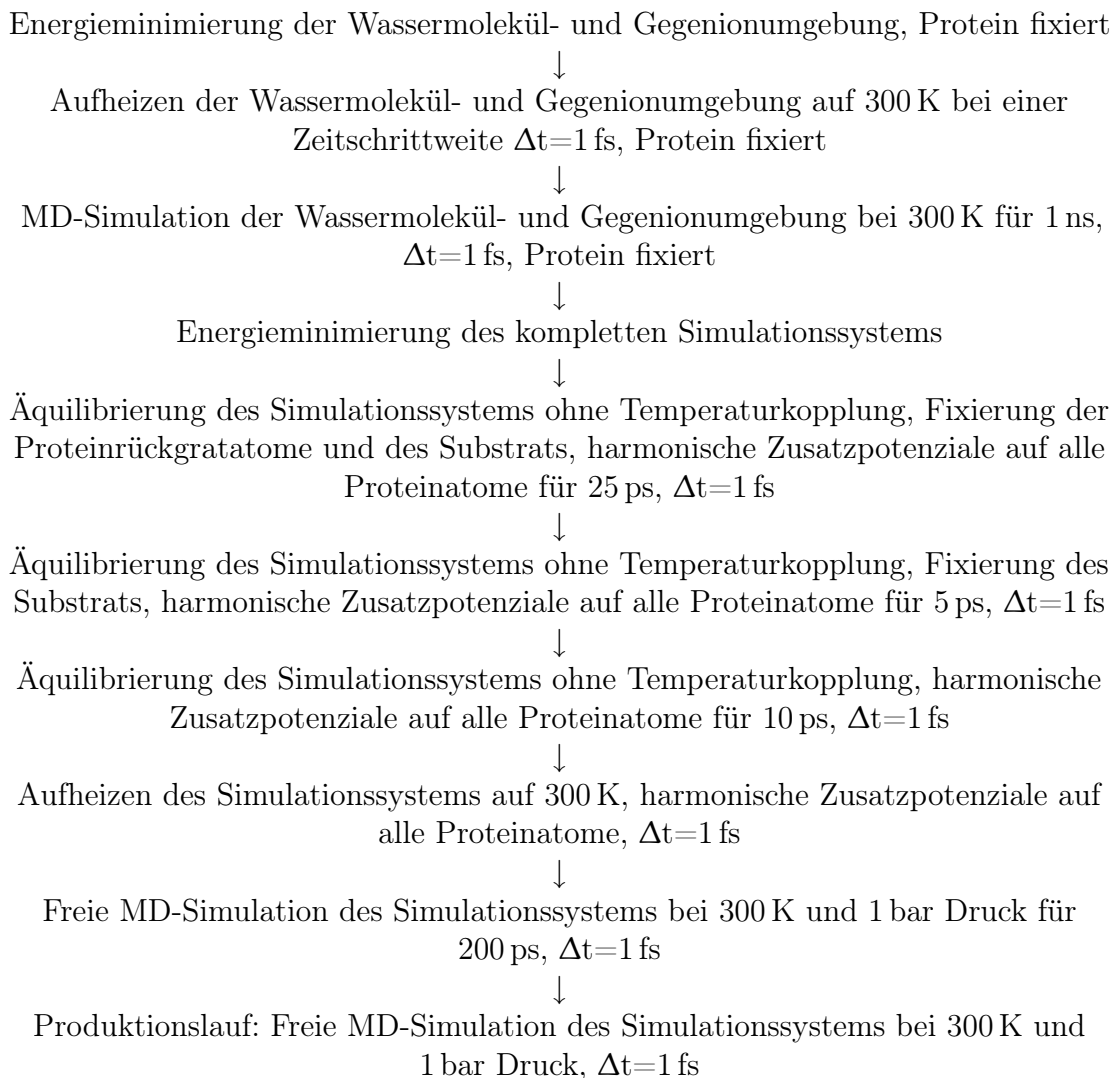 Energieminimierung der Wassermolekül- und Gegenionumgebung, Protein fixiert
↓
Aufheizen der Wassermolekül- und Gegenionumgebung auf 300 K bei einer
Zeitschrittweite Δt=1 fs, Protein fixiert
↓
MD-Simulation der Wassermolekül- und Gegenionumgebung bei 300 K für 1 ns,
Δt=1 fs, Protein fixiert
↓
Energieminimierung des kompletten Simulationssystems
↓
Äquilibrierung des Simulationssystems ohne Temperaturkopplung, Fixierung der
Proteinrückgratatome und des Substrats, harmonische Zusatzpotenziale auf alle
Proteinatome für 25 ps, Δt=1 fs
↓
Äquilibrierung des Simulationssystems ohne Temperaturkopplung, Fixierung des
Substrats, harmonische Zusatzpotenziale auf alle Proteinatome für 5 ps, Δt=1 fs
↓
Äquilibrierung des Simulationssystems ohne Temperaturkopplung, harmonische
Zusatzpotenziale auf alle Proteinatome für 10 ps, Δt=1 fs
↓
Aufheizen des Simulationssystems auf 300 K, harmonische Zusatzpotenziale auf
alle Proteinatome, Δt=1 fs
↓
Freie MD-Simulation des Simulationssystems bei 300 K und 1 bar Druck für
200 ps, Δt=1 fs
↓
Produktionslauf: Freie MD-Simulation des Simulationssystems bei 300 K und
1 bar Druck, Δt=1 fs